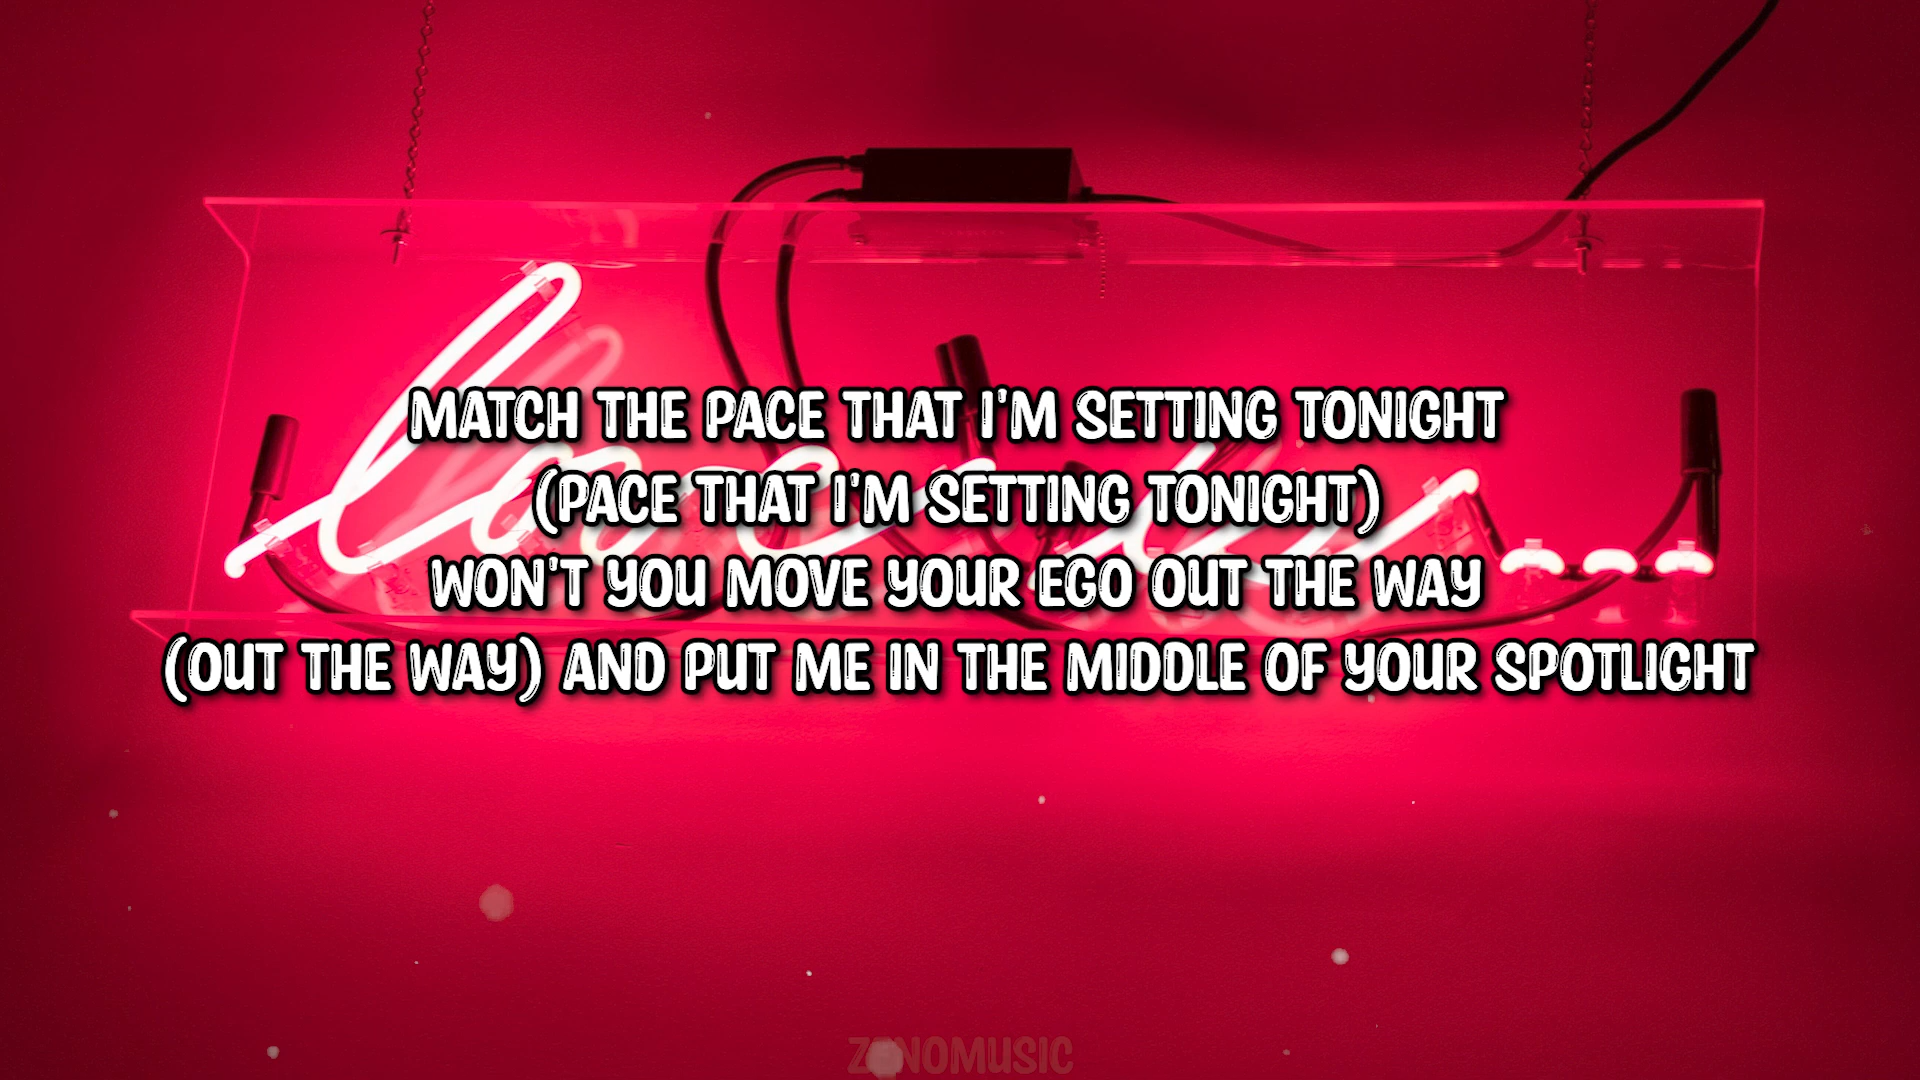 MATCH THE PACE THAT I'M SETTING TONIGHT
(PACE THAT I'M SETTING TONIGHT)
WON'T YOU MOVE YOUR EGO OUT THE WAY
(OUT THE WAY) AND PUT ME IN THE MIDDLE OF YOUR SPOTLIGHT
ZENOMUSIC